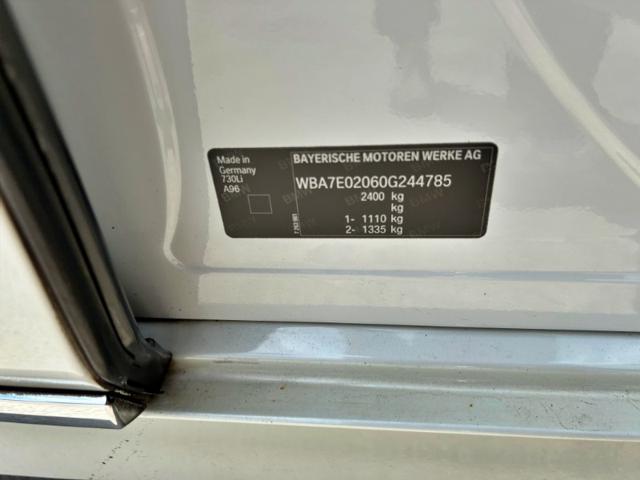 Made in
Germany
730Li
A96
BAYERISCHE MOTOREN WERKE AG
WBA7E02060G244785
2400 kg
kg
1- 1110 kg
2- 1335 kg